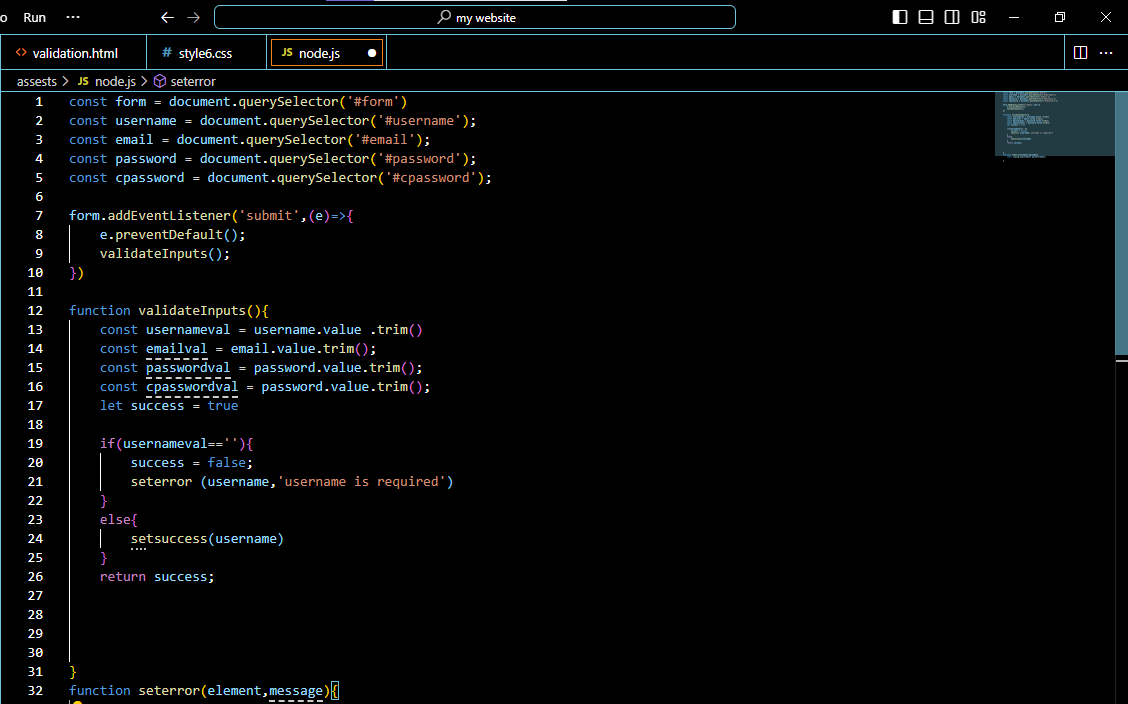 o Run ··· my website
<> validation.html # style6.css JS node.js
assests > JS node.js > seterror
1 const form = document.querySelector('#form')
2 const username = document.querySelector('#username');
3 const email = document.querySelector('#email');
4 const password = document.querySelector('#password');
5 const cpassword = document.querySelector('#cpassword');
6
7 form.addEventListener('submit',(e)=>{
8     e.preventDefault();
9     validateInputs();
10 })
11
12 function validateInputs(){
13     const usernameval = username.value .trim()
14     const emailval = email.value.trim();
15     const passwordval = password.value.trim();
16     const cpasswordval = password.value.trim();
17     let success = true
18
19     if(usernameval==''){
20         success = false;
21         seterror (username,'username is required')
22     }
23     else{
24         setsuccess(username)
25     }
26     return success;
27
28
29
30
31 }
32 function seterror(element,message){